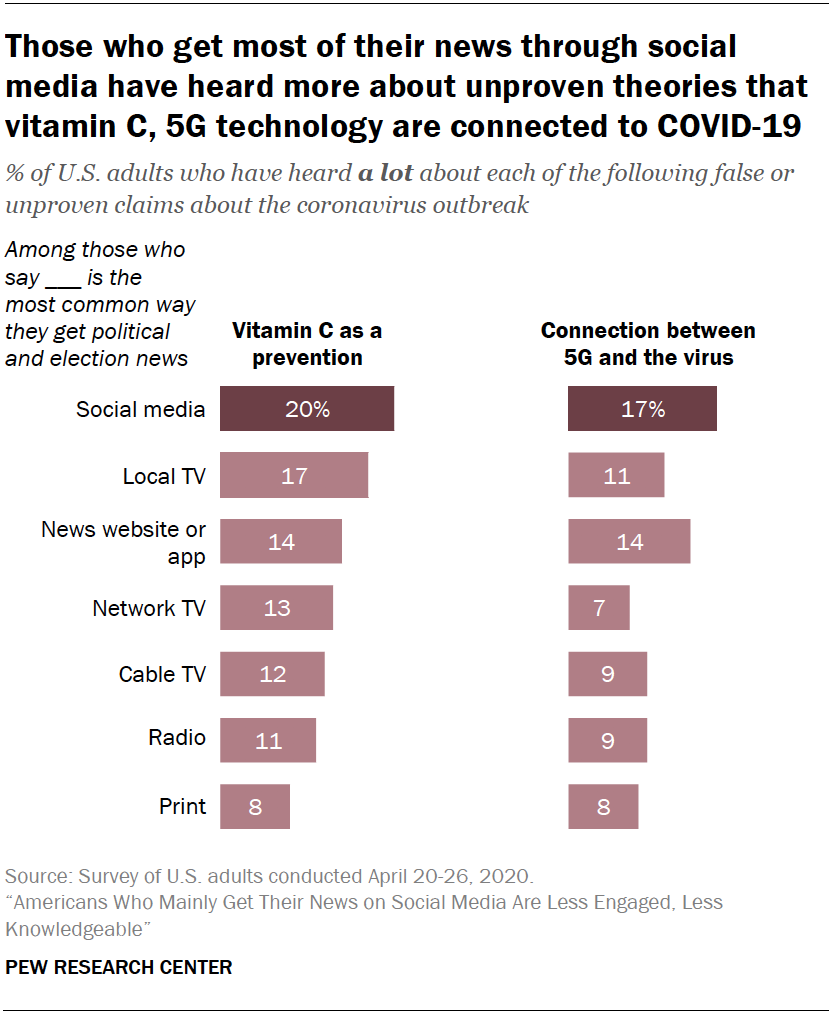 Those who get most of their news through social
media have heard more about unproven theories that
vitamin C, 5G technology are connected to COVID-19
% of U.S. adults who have heard a lot about each of the following false or
unproven claims about the coronavirus outbreak
Among those who
say ___ is the
most common way
they get political
and election news
Vitamin C as a
prevention
Connection between
5G and the virus
Social media 20% 17%
Local TV 17 11
News website or
app 14 14
Network TV 13 7
Cable TV 12 9
Radio 11 9
Print 8 8
Source: Survey of U.S. adults conducted April 20-26, 2020.
“Americans Who Mainly Get Their News on Social Media Are Less Engaged, Less
Knowledgeable”
PEW RESEARCH CENTER